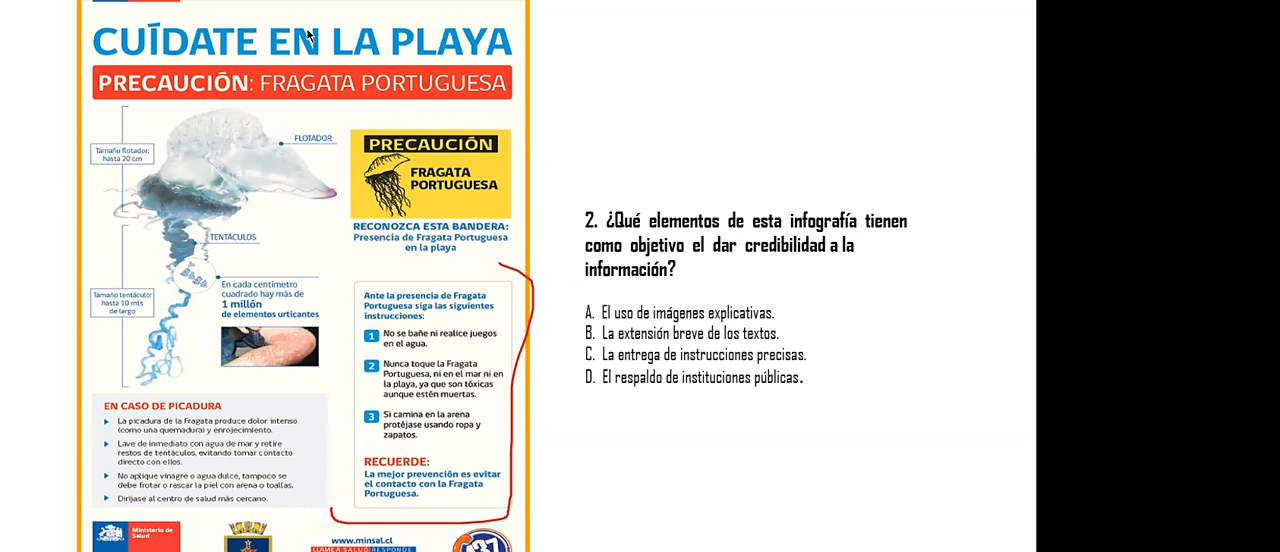 CUÍDATE EN LA PLAYA
PRECAUCIÓN: FRAGATA PORTUGUESA
FLOTADOR
Tamaño flotador:
hasta 20 cm
PRECAUCIÓN
FRAGATA
PORTUGUESA
RECONOZCA ESTA BANDERA:
Presencia de Fragata Portuguesa
en la playa
TENTÁCULOS
En cada centímetro
cuadrado hay más de
1 millón
de elementos urticantes
Tamaño tentáculo:
hasta 10 mts
de largo
Ante la presencia de Fragata
Portuguesa siga las siguientes
instrucciones:
1 No se bañe ni realice juegos
en el agua.
2 Nunca toque la Fragata
Portuguesa, ni en el mar ni en
la playa, ya que son tóxicas
aunque estén muertas.
3 Si camina en la arena
protéjase usando ropa y
zapatos.
RECUERDE:
La mejor prevención es evitar
el contacto con la Fragata
Portuguesa.
EN CASO DE PICADURA
La picadura de la Fragata produce dolor intenso
(como una quemadura) y enrojecimiento.
Lave de inmediato con agua de mar y retire
restos de tentáculos, evitando tomar contacto
directo con ellos.
No aplique vinagre o agua dulce, tampoco se
debe frotar o rascar la piel con arena o toallas.
Diríjase al centro de salud más cercano.
Ministerio de
Salud
www.minsal.cl
LLAME A SALUD RESPONDE
137
2. ¿Qué elementos de esta infografía tienen
como objetivo el dar credibilidad a la
información?
A. El uso de imágenes explicativas.
B. La extensión breve de los textos.
C. La entrega de instrucciones precisas.
D. El respaldo de instituciones públicas.